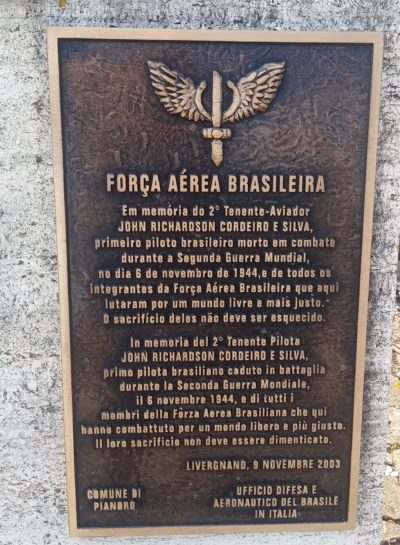 FORÇA AÉREA BRASILEIRA
Em memória do 2° Tenente-Aviador
JOHN RICHARDSON CORDEIRO E SILVA,
primeiro piloto brasileiro morto em combate
durante a Segunda Guerra Mundial,
no dia 6 de novembro de 1944,e de todos os
integrantes da Força Aérea Brasileira que aqui
lutaram por um mundo livre e mais justo.
O sacrifício deles não deve ser esquecido.
In memoria del 2° Tenente Pilota
JOHN RICHARDSON CORDEIRO E SILVA,
primo pilota brasiliano caduto in battaglia
durante la Seconda Guerra Mondiale,
il 6 novembre 1944, e di tutti i
membri della Fòrza Aerea Brasiliana che qui
hanno combattuto per un mondo libero e più giusto.
Il loro sacrificio non deve essere dimenticato.
LIVERGNANO, 9 NOVEMBRE 2003
COMUNE DI
PIANORO
UFFICIO DIFESA E
AERONAUTICO DEL BRASILE
IN ITALIA